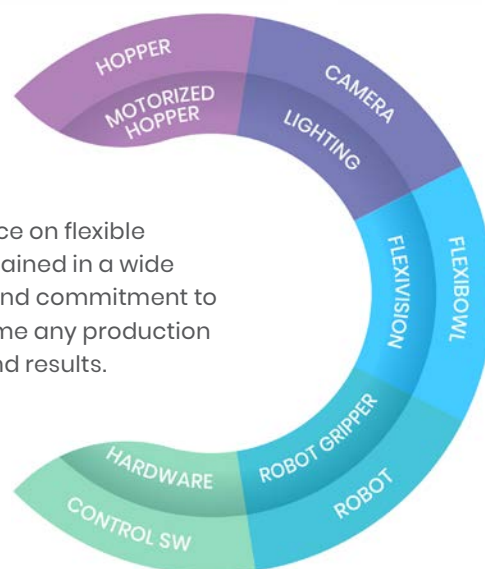 HOPPER
MOTORIZED
HOPPER
CAMERA
LIGHTING
FLEXIBOWL
FLEXIVISION
ROBOT
ROBOT GRIPPER
CONTROL SW
HARDWARE
ce on flexible
ained in a wide
nd commitment to
me any production
nd results.